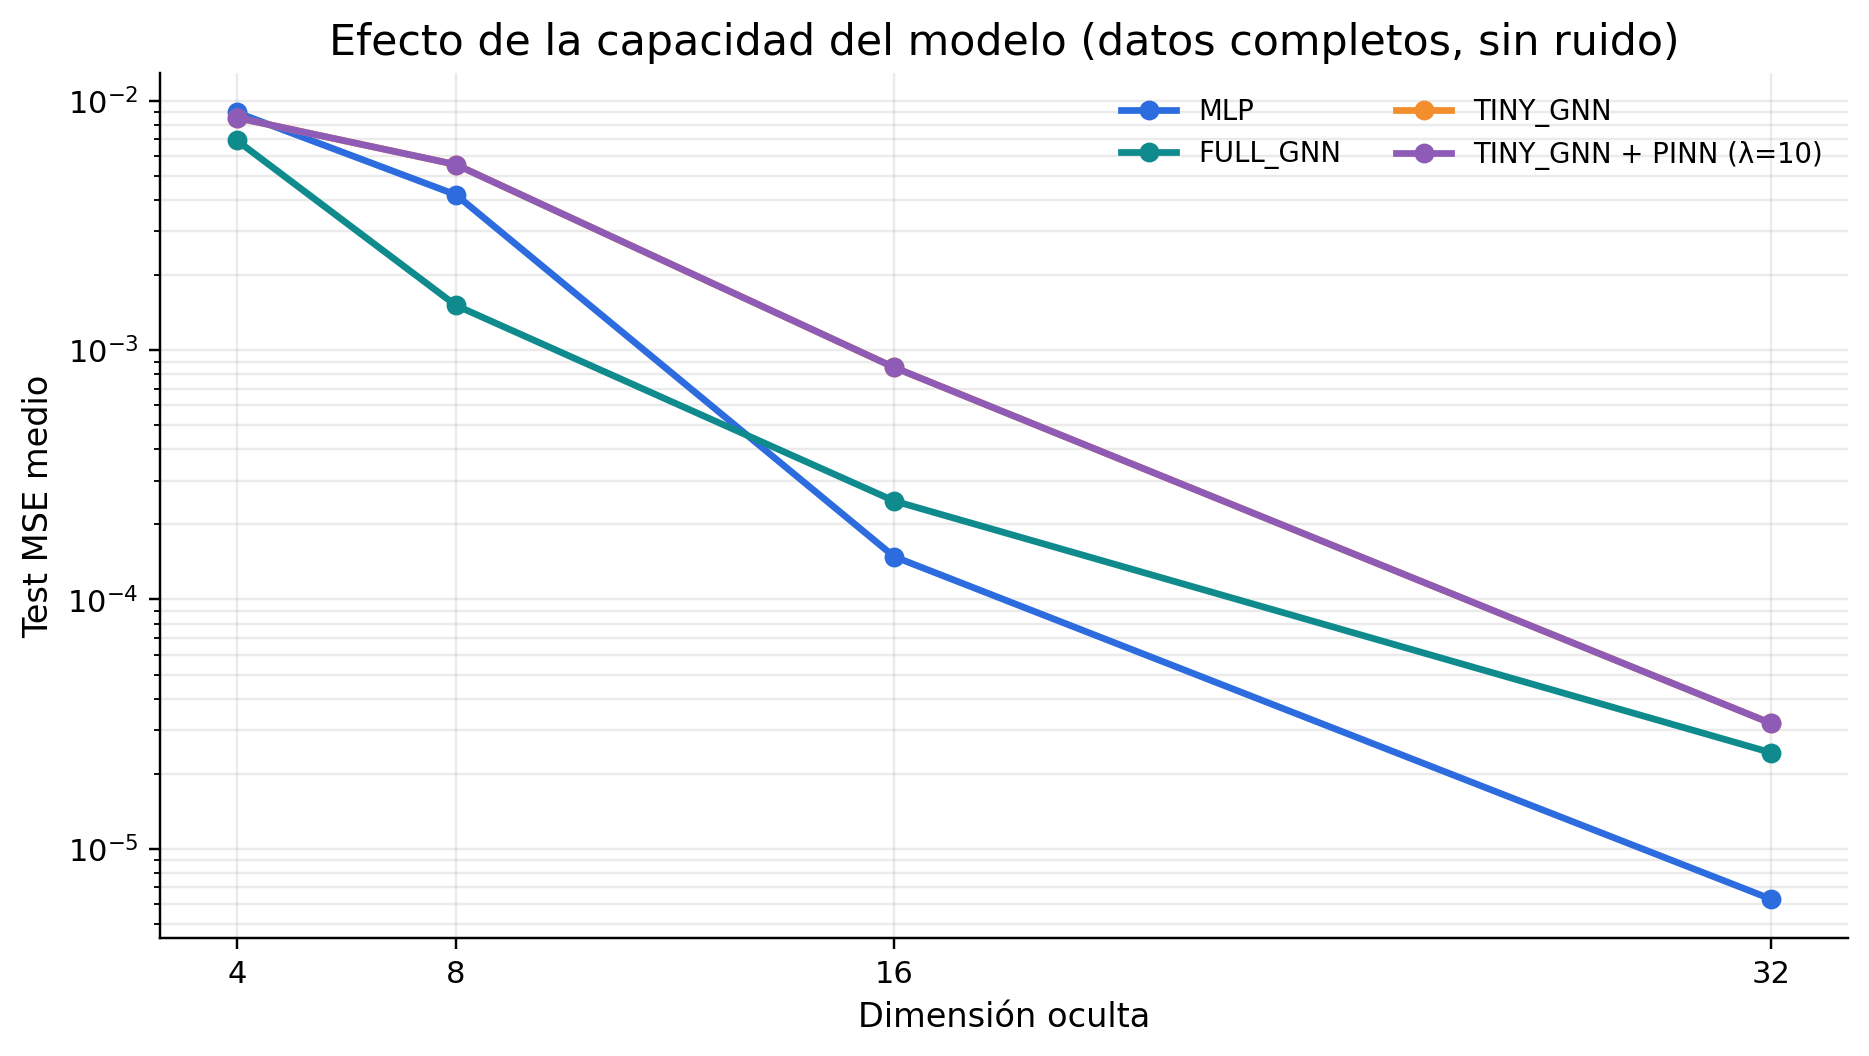 Efecto de la capacidad del modelo (datos completos, sin ruido)
MLP
FULL_GNN
TINY_GNN
TINY_GNN + PINN (λ=10)
10⁻²
10⁻³
10⁻⁴
10⁻⁵
Test MSE medio
4 8 16 32
Dimensión oculta